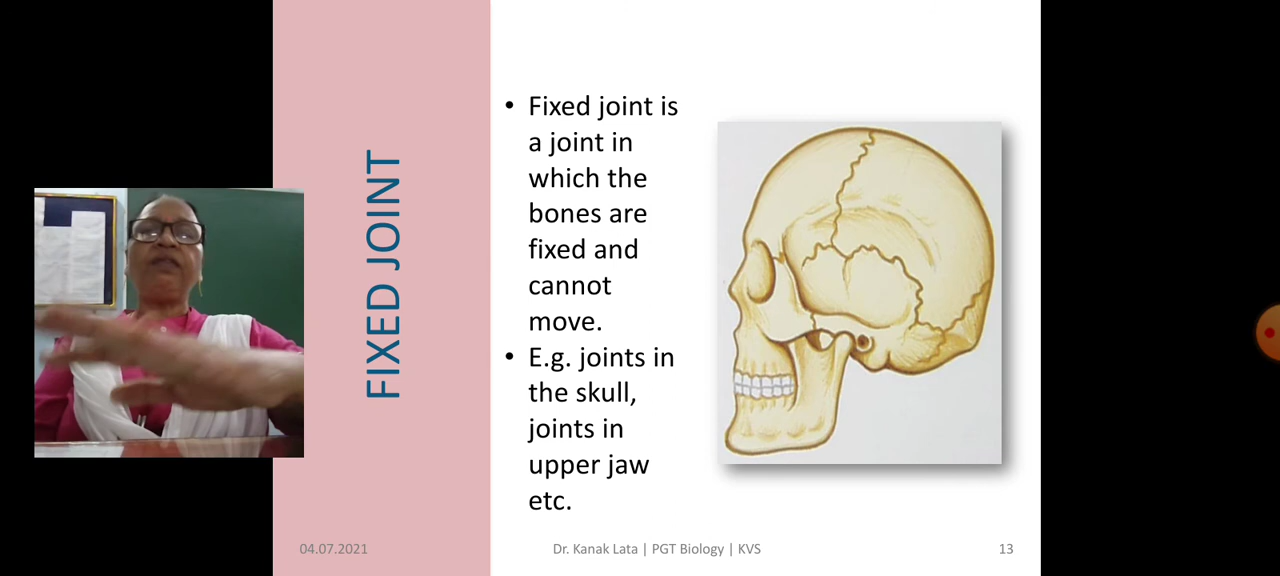 FIXED JOINT
• Fixed joint is
a joint in
which the
bones are
fixed and
cannot
move.
• E.g. joints in
the skull,
joints in
upper jaw
etc.
04.07.2021
Dr. Kanak Lata | PGT Biology | KVS
13